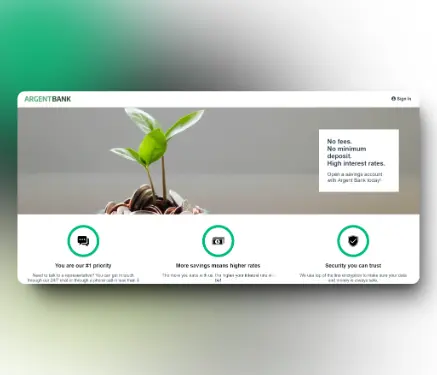 ARGENTBANK
Sign In
No fees.
No minimum
deposit.
High interest rates.
Open a savings account
with Argent Bank today!
You are our #1 priority
More savings means higher rates
Security you can trust
Need to talk to a representative? You can get in touch
through our 24/7 chat or through a phone call in less than 5
The more you save with us, the higher your interest rate will
be!
We use top of the line encryption to make sure your data
and money is always safe.